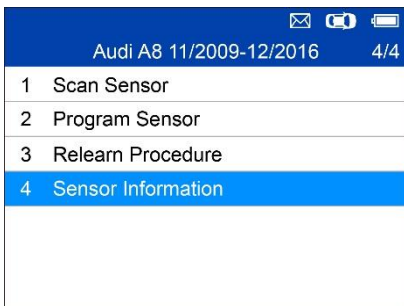 Audi A8 11/2009-12/2016 4/4
1 Scan Sensor
2 Program Sensor
3 Relearn Procedure
4 Sensor Information